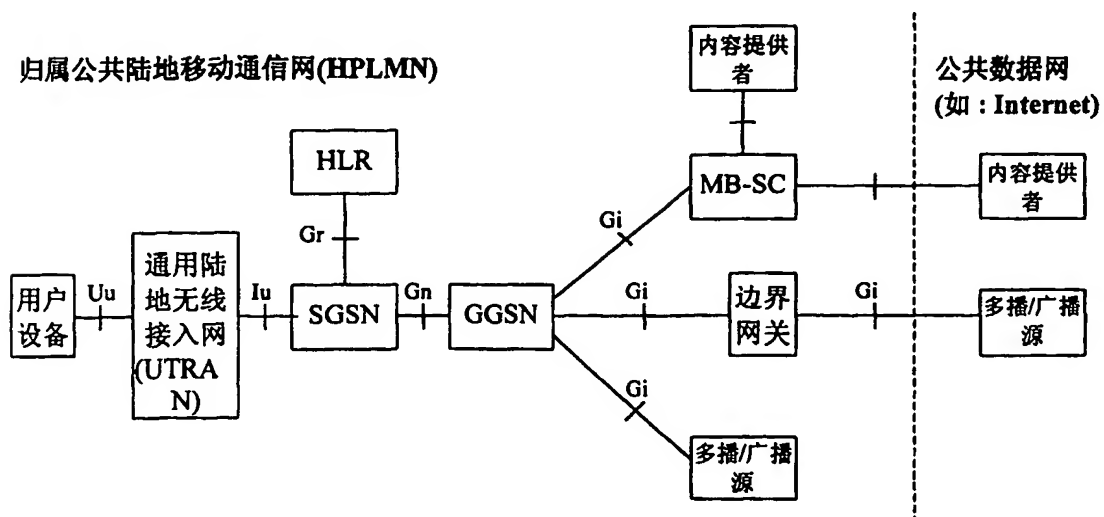 归属公共陆地移动通信网(HPLMN)
内容提供
者
公共数据网
(如：Internet)
HLR
MB-SC
内容提供
者
Gr
Gi
用户
设备
Uu
通用陆
地无线
接入网
(UTRA
N)
Iu
SGSN
Gn
GGSN
Gi
边界
网关
Gi
多播/广播
源
Gi
多播/广播
源